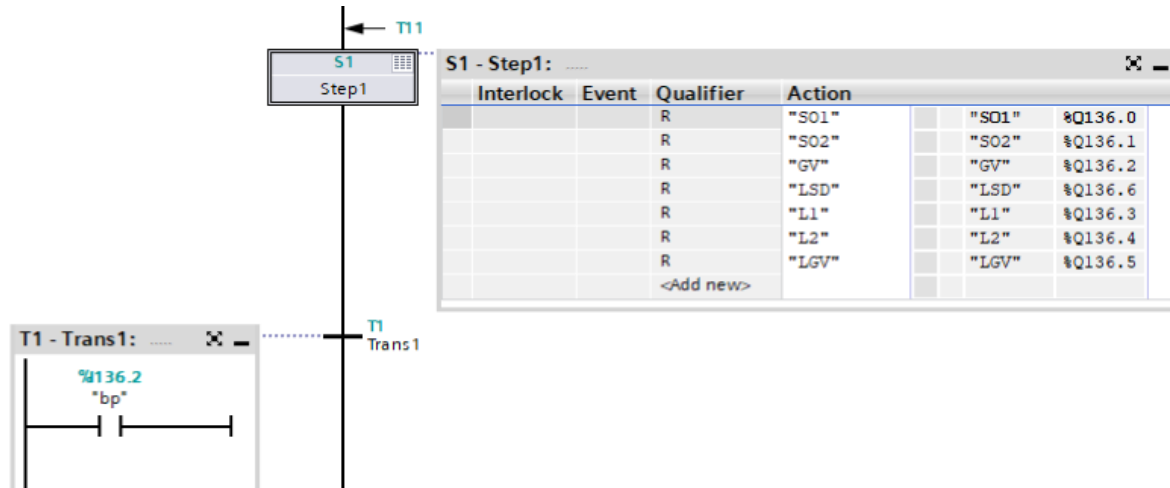 T11
S1
Step1
S1 - Step1: .....
Interlock Event Qualifier Action
R "SO1" "SO1" %Q136.0
R "SO2" "SO2" %Q136.1
R "GV" "GV" %Q136.2
R "LSD" "LSD" %Q136.6
R "L1" "L1" %Q136.3
R "L2" "L2" %Q136.4
R "LGV" "LGV" %Q136.5
<Add new>
T1
Trans1
T1 - Trans1: .....
%I136.2
"bp"